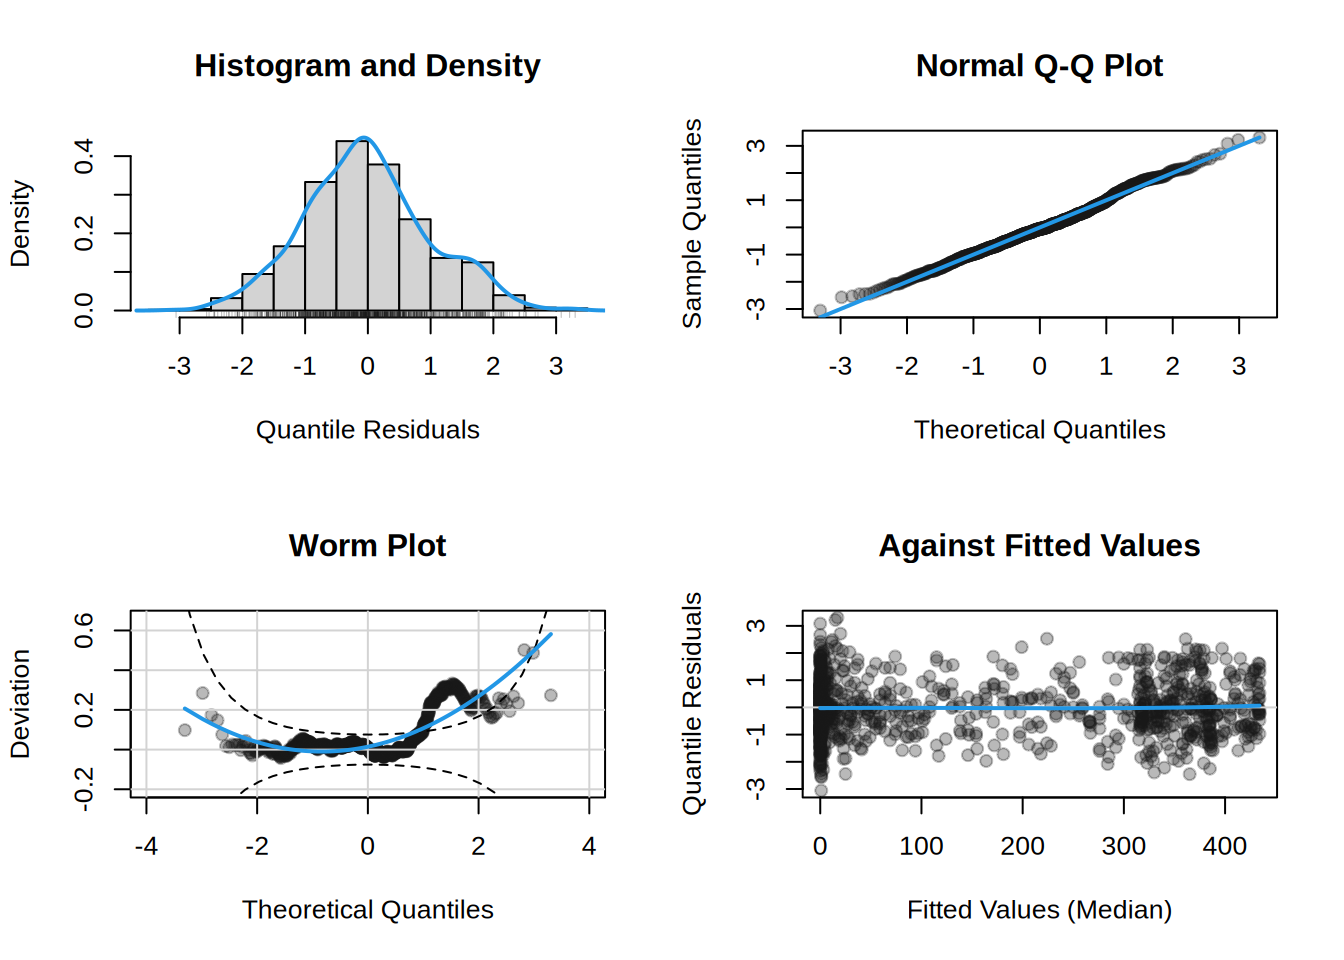 Histogram and Density
Density
0.0 0.2 0.4
-3 -2 -1 0 1 2 3
Quantile Residuals
Normal Q-Q Plot
Sample Quantiles
-3 -1 1 3
-3 -2 -1 0 1 2 3
Theoretical Quantiles
Worm Plot
Deviation
-0.2 0.2 0.6
-4 -2 0 2 4
Theoretical Quantiles
Against Fitted Values
Quantile Residuals
-3 -1 1 3
0 100 200 300 400
Fitted Values (Median)